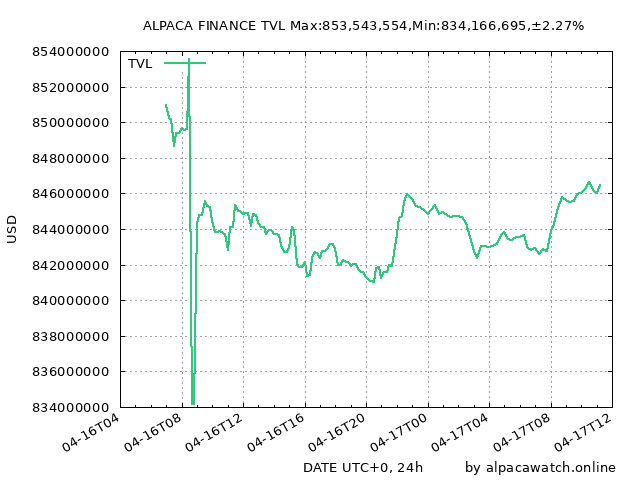 ALPACA FINANCE TVL Max:853,543,554,Min:834,166,695,±2.27%
854000000
TVL
852000000
850000000
848000000
846000000
USD
844000000
842000000
840000000
838000000
836000000
834000000
04-16T04 04-16T08 04-16T12 04-16T16 04-16T20 04-17T00 04-17T04 04-17T08 04-17T12
DATE UTC+0, 24h by alpacawatch.online